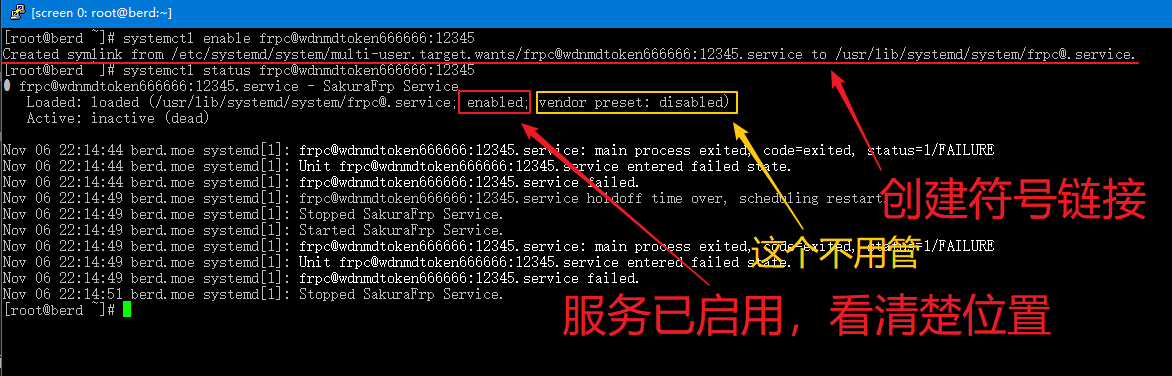 [screen 0: root@berd:~]
[root@berd ~]# systemctl enable frpc@wdnmdtoken666666:12345
Created symlink from /etc/systemd/system/multi-user.target.wants/frpc@wdnmdtoken666666:12345.service to /usr/lib/systemd/system/frpc@.service.
[root@berd ~]# systemctl status frpc@wdnmdtoken666666:12345
● frpc@wdnmdtoken666666:12345.service - SakuraFrp Service
Loaded: loaded (/usr/lib/systemd/system/frpc@.service; enabled; vendor preset: disabled)
Active: inactive (dead)
Nov 06 22:14:44 berd.moe systemd[1]: frpc@wdnmdtoken666666:12345.service: main process exited, code=exited, status=1/FAILURE
Nov 06 22:14:44 berd.moe systemd[1]: Unit frpc@wdnmdtoken666666:12345.service entered failed state.
Nov 06 22:14:44 berd.moe systemd[1]: frpc@wdnmdtoken666666:12345.service failed.
Nov 06 22:14:49 berd.moe systemd[1]: frpc@wdnmdtoken666666:12345.service holdoff time over, scheduling restart
创建符号链接
Nov 06 22:14:49 berd.moe systemd[1]: Stopped SakuraFrp Service.
Nov 06 22:14:49 berd.moe systemd[1]: Started SakuraFrp Service.
Nov 06 22:14:49 berd.moe systemd[1]: frpc@wdnmdtoken666666:12345.service: main process exited, code=exited, status=1/FAILURE
这个不用管
Nov 06 22:14:49 berd.moe systemd[1]: Unit frpc@wdnmdtoken666666:12345.service entered failed state.
Nov 06 22:14:49 berd.moe systemd[1]: frpc@wdnmdtoken666666:12345.service failed.
Nov 06 22:14:51 berd.moe systemd[1]: Stopped SakuraFrp Service.
[root@berd ~]#
服务已启用，看清楚位置